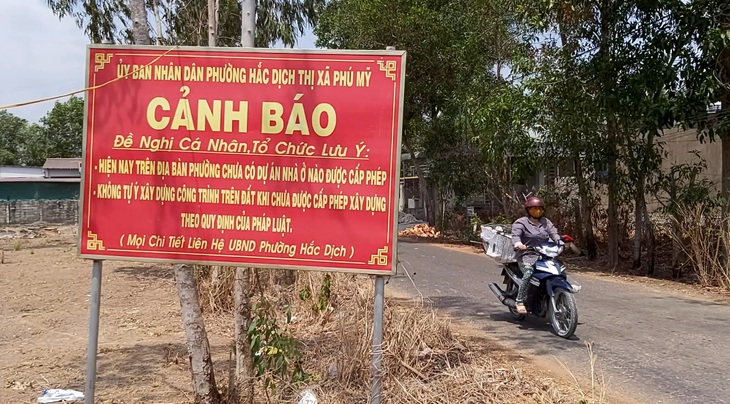 ỦY BAN NHÂN DÂN PHƯỜNG HẮC DỊCH THỊ XÃ PHÚ MỸ
CẢNH BÁO
Đề Nghị Cá Nhân,Tổ Chức Lưu Ý:
- HIỆN NAY TRÊN ĐỊA BÀN PHƯỜNG CHƯA CÓ DỰ ÁN NHÀ Ở NÀO ĐƯỢC CẤP PHÉP
- KHÔNG TỰ Ý XÂY DỰNG CÔNG TRÌNH TRÊN ĐẤT KHI CHƯA ĐƯỢC CẤP PHÉP XÂY DỰNG
THEO QUY ĐỊNH CỦA PHÁP LUẬT.
( Mọi Chi Tiết Liên Hệ UBND Phường Hắc Dịch )